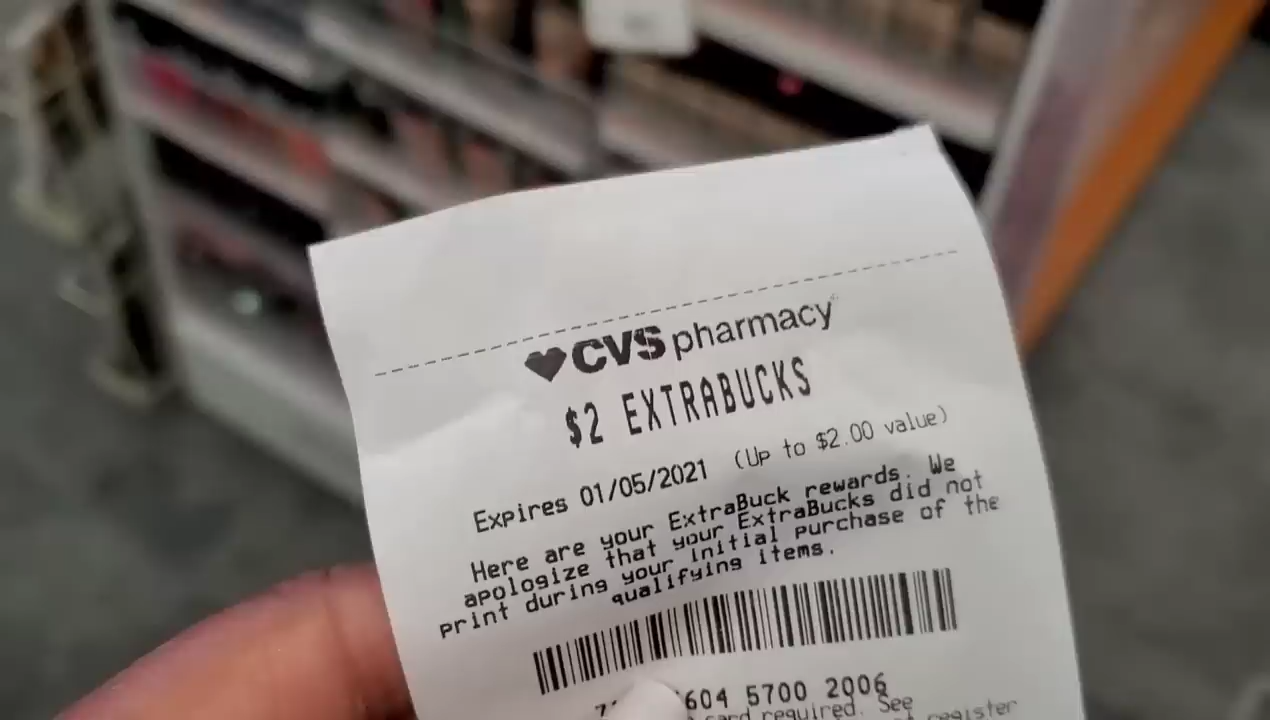 CVS pharmacy
$2 EXTRABUCKS
Expires 01/05/2021 (Up to $2.00 value)
Here are your ExtraBuck rewards. We
apologize that your ExtraBucks did not
print during your initial purchase of the
qualifying items.
604 5700 2006
card required. See
register